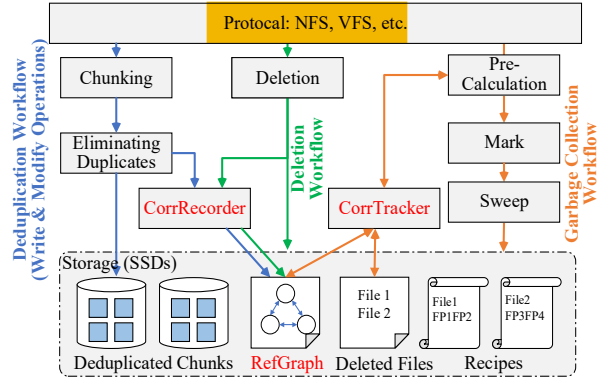 Protocal: NFS, VFS, etc.
Deduplication Workflow
(Write & Modify Operations)
Chunking
Deletion
Pre-
Calculation
Eliminating
Duplicates
Deletion
Workflow
Mark
Garbage Collection
Workflow
CorrRecorder
CorrTracker
Sweep
Storage (SSDs)
File 1
File 2
File1
FP1FP2
File2
FP3FP4
Deduplicated Chunks
RefGraph
Deleted Files
Recipes